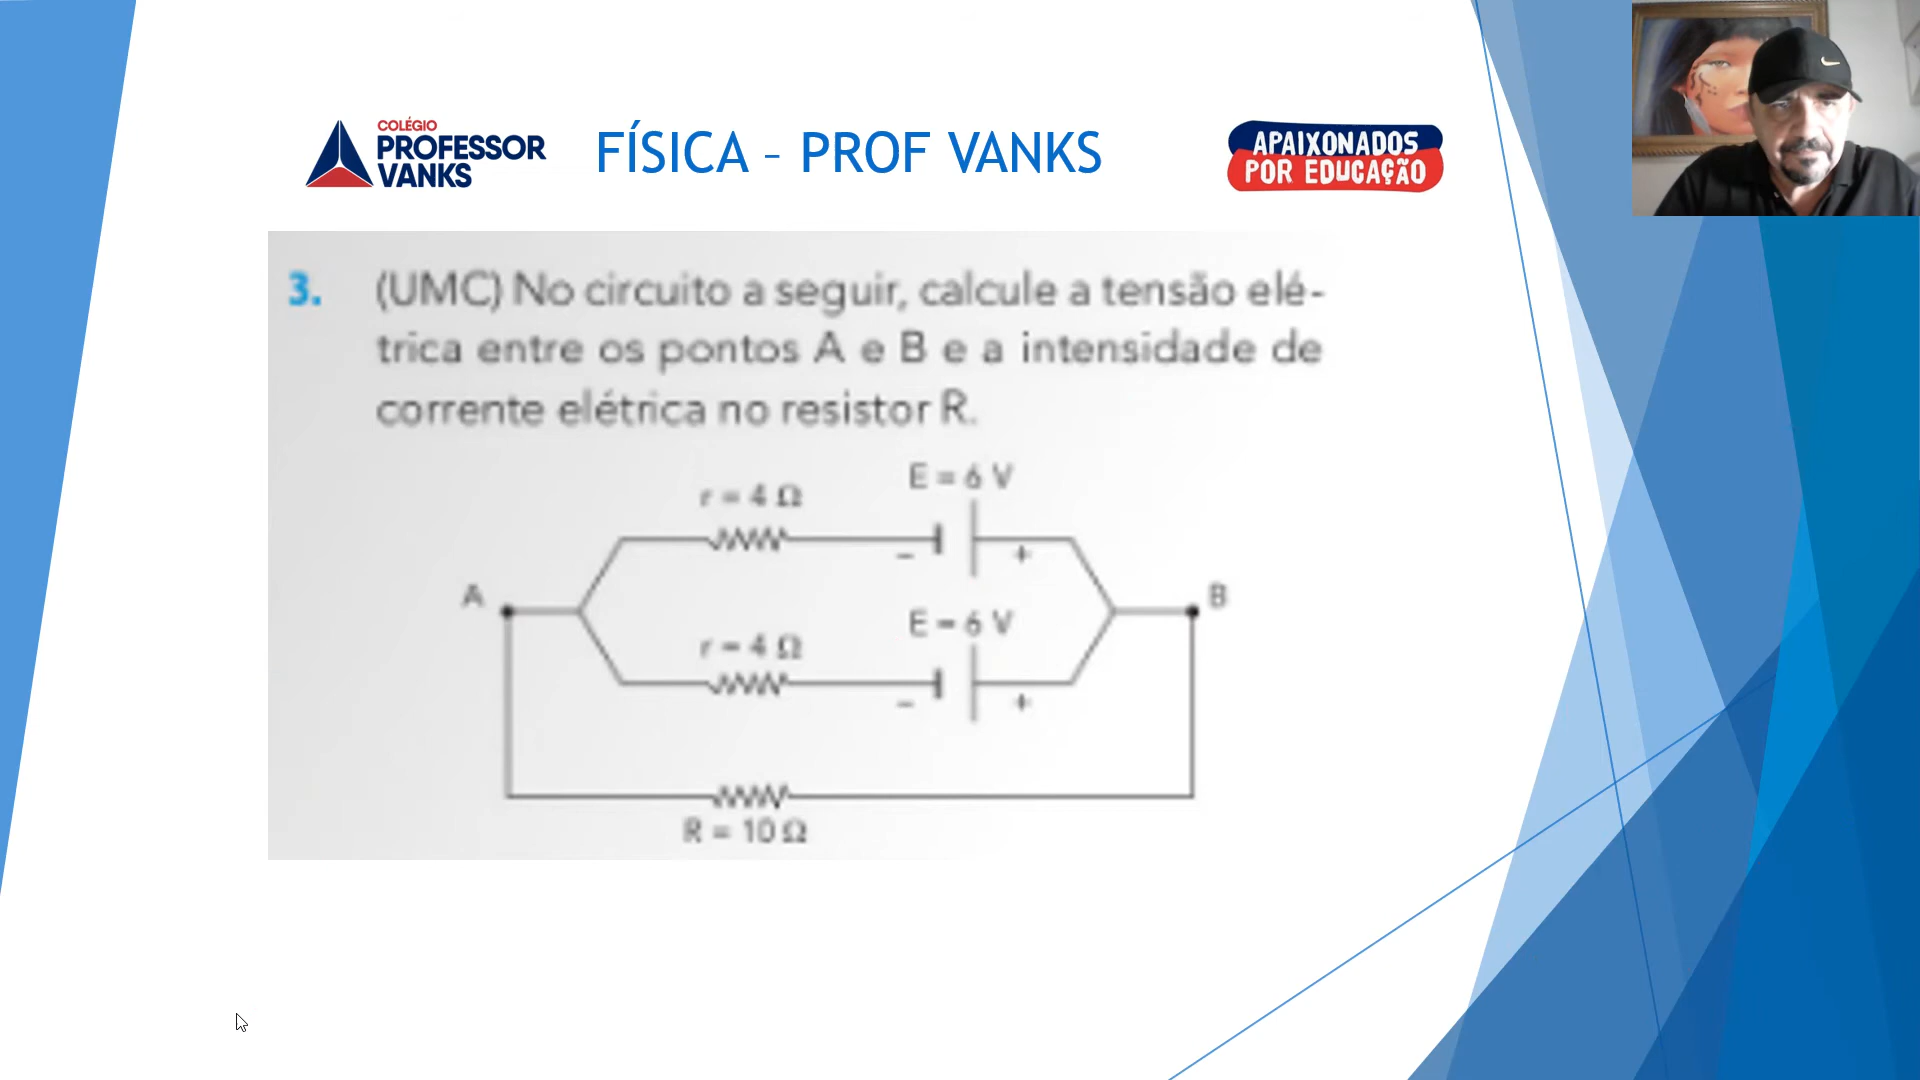 COLÉGIO
PROFESSOR
VANKS
FÍSICA – PROF VANKS
APAIXONADOS
POR EDUCAÇÃO
3. (UMC) No circuito a seguir, calcule a tensão elé-
trica entre os pontos A e B e a intensidade de
corrente elétrica no resistor R.
E = 6 V
r = 4 Ω
– +
A B
E = 6 V
r = 4 Ω
– +
R = 10 Ω